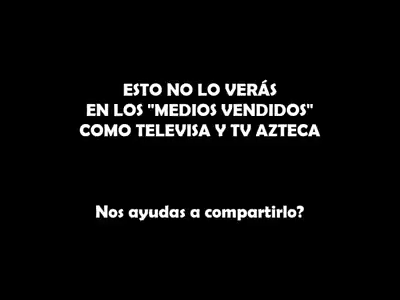 ESTO NO LO VERÁS
EN LOS "MEDIOS VENDIDOS"
COMO TELEVISA Y TV AZTECA
Nos ayudas a compartirlo?